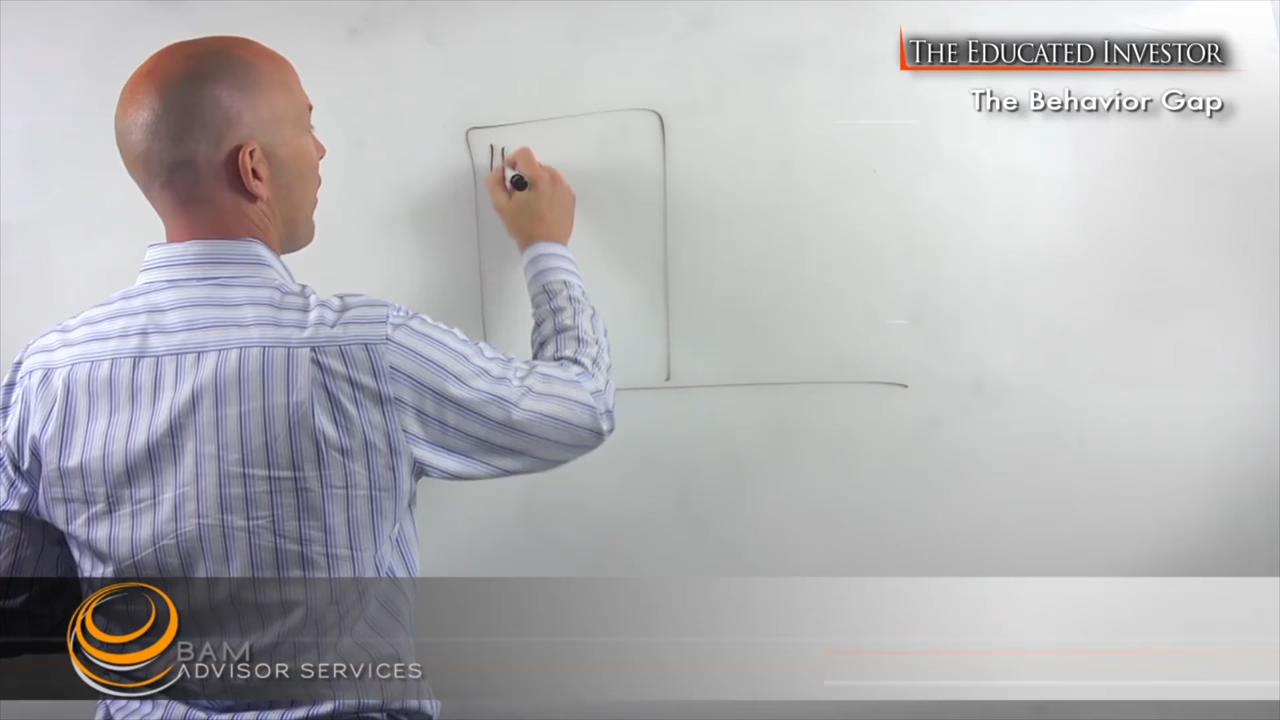 THE EDUCATED INVESTOR
The Behavior Gap
BAM
ADVISOR SERVICES